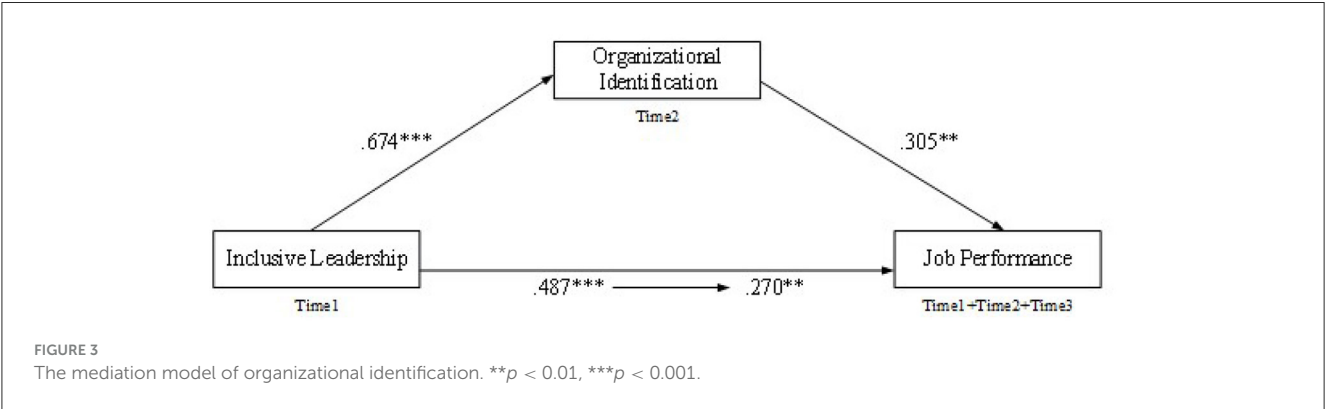 Organizational
Identification
Time2
.674***
.305**
Inclusive Leadership
Job Performance
.487*** .270**
Time1
Time1+Time2+Time3
FIGURE 3
The mediation model of organizational identification. **p < 0.01, ***p < 0.001.